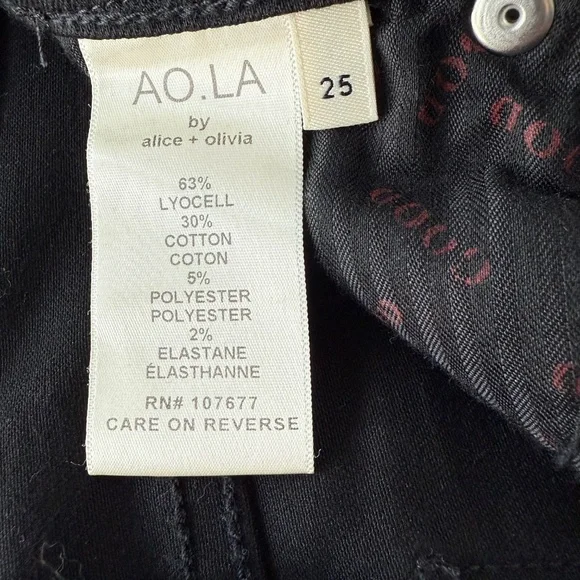 AO.LA
by
alice + olivia
25
63%
LYOCELL
30%
COTTON
COTON
5%
POLYESTER
POLYESTER
2%
ELASTANE
ÉLASTHANNE
RN# 107677
CARE ON REVERSE